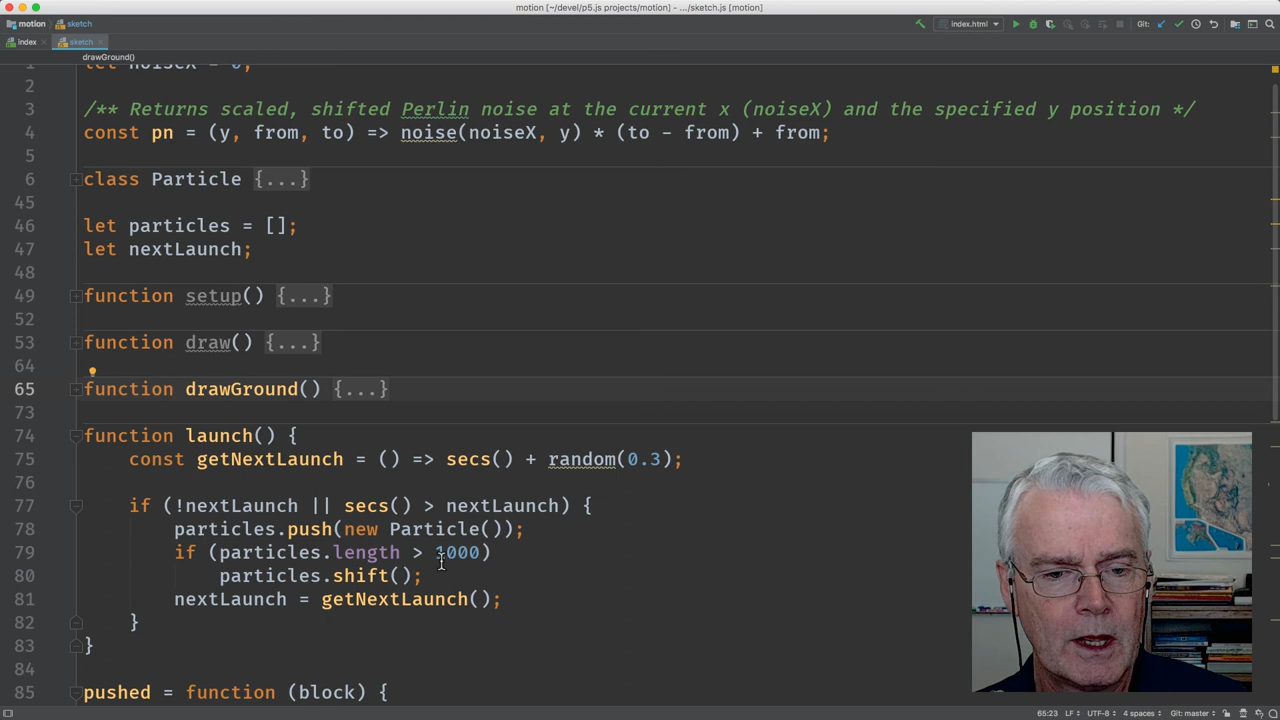 motion [~/devel/p5.js projects/motion] - .../sketch.js [motion]
motion sketch index.html Git:
index sketch
drawGround()
1 let noiseX = 0;
2
3 /** Returns scaled, shifted Perlin noise at the current x (noiseX) and the specified y position */
4 const pn = (y, from, to) => noise(noiseX, y) * (to - from) + from;
5
6 class Particle {...}
45
46 let particles = [];
47 let nextLaunch;
48
49 function setup() {...}
52
53 function draw() {...}
64
65 function drawGround() {...}
73
74 function launch() {
75 const getNextLaunch = () => secs() + random(0.3);
76
77 if (!nextLaunch || secs() > nextLaunch) {
78 particles.push(new Particle());
79 if (particles.length > 1000)
80 particles.shift();
81 nextLaunch = getNextLaunch();
82 }
83 }
84
85 pushed = function (block) {
65:23 LF UTF-8 4 spaces Git: master